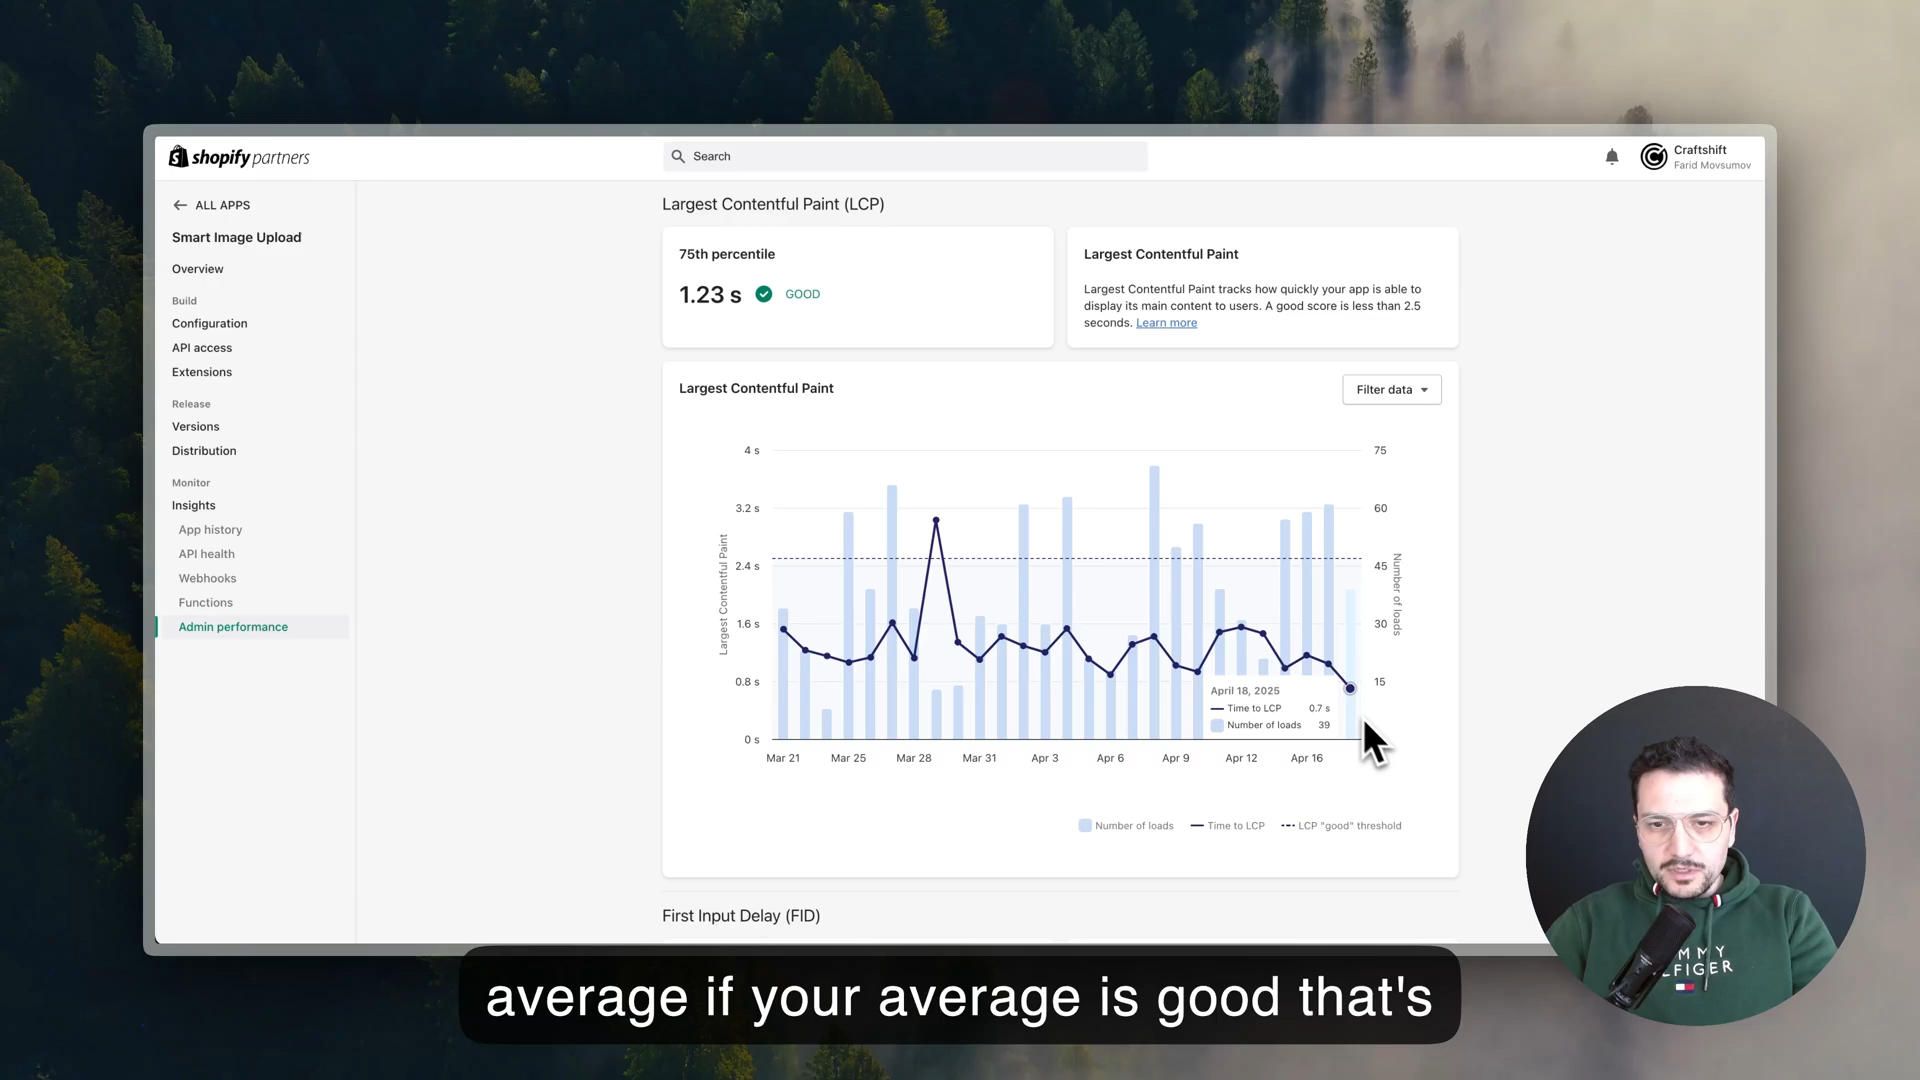 shopify partners
Search
Craftshift
Farid Movsumov
ALL APPS
Smart Image Upload
Overview
Build
Configuration
API access
Extensions
Release
Versions
Distribution
Monitor
Insights
App history
API health
Webhooks
Functions
Admin performance
Largest Contentful Paint (LCP)
75th percentile
1.23 s
GOOD
Largest Contentful Paint
Largest Contentful Paint tracks how quickly your app is able to
display its main content to users. A good score is less than 2.5
seconds. Learn more
Largest Contentful Paint
Filter data
4 s
3.2 s
2.4 s
1.6 s
0.8 s
0 s
Largest Contentful Paint
75
60
45
30
15
Number of loads
April 18, 2025
Time to LCP 0.7 s
Number of loads 39
Mar 21
Mar 25
Mar 28
Mar 31
Apr 3
Apr 6
Apr 9
Apr 12
Apr 16
Number of loads
Time to LCP
LCP "good" threshold
First Input Delay (FID)
MMY
LFIGER
average if your average is good that's